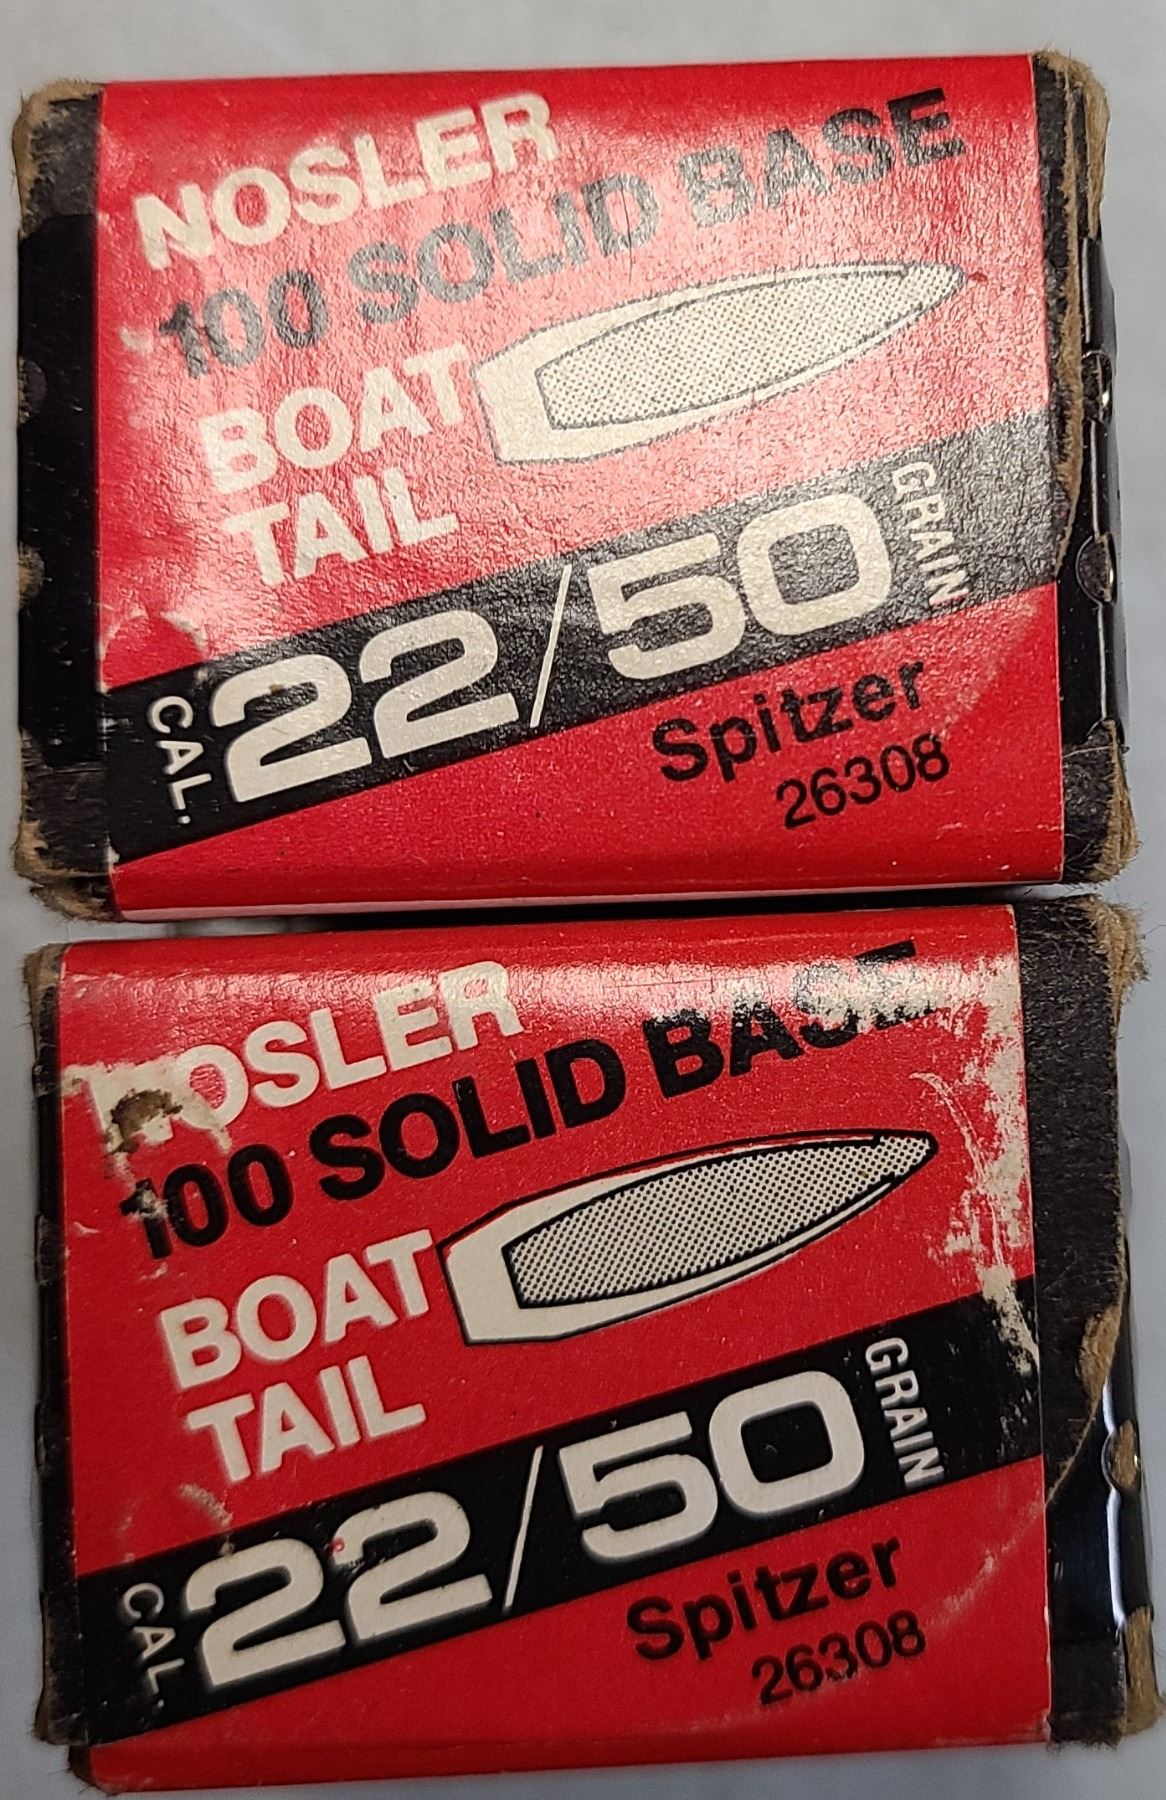 NOSLER
100 SOLID BASE
BOAT
TAIL
CAL. 22/50 GRAIN
Spitzer
26308
NOSLER
100 SOLID BASE
BOAT
TAIL
CAL. 22/50 GRAIN
Spitzer
26308